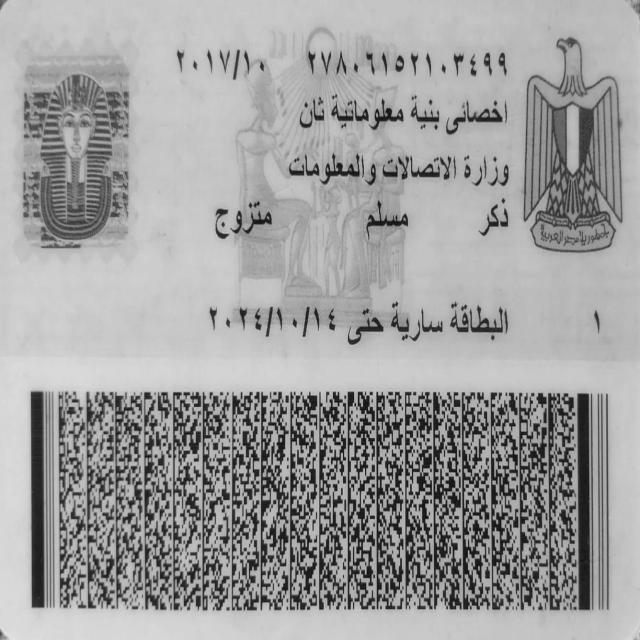 ٢٧٨٠٦١٥٢١٠٣٤٩٩ ٢٠١٧/١٠
اخصائى بنية معلوماتية ثان
وزارة الاتصالات والمعلومات
ذكر مسلم متزوج
١ البطاقة سارية حتى ٢٠٢٤/١٠/١٤
جمهورية مصر العربية